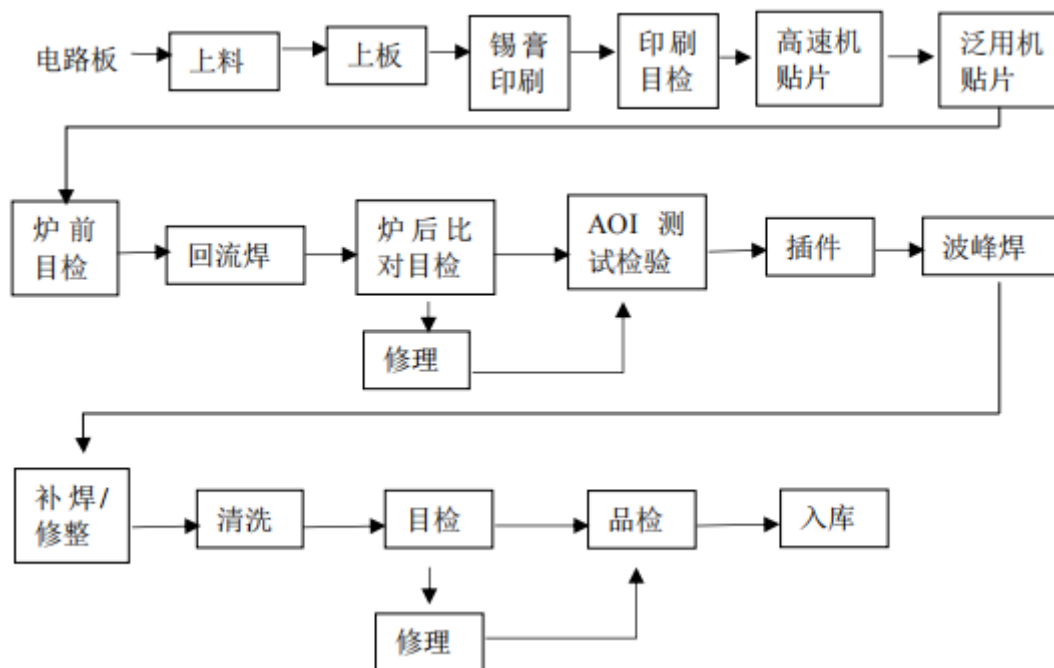 电路板
上料
上板
锡膏
印刷
印刷
目检
高速机
贴片
泛用机
贴片
炉前
目检
回流焊
炉后比
对目检
AOI 测
试检验
插件
波峰焊
修理
补焊/
修整
清洗
目检
品检
入库
修理